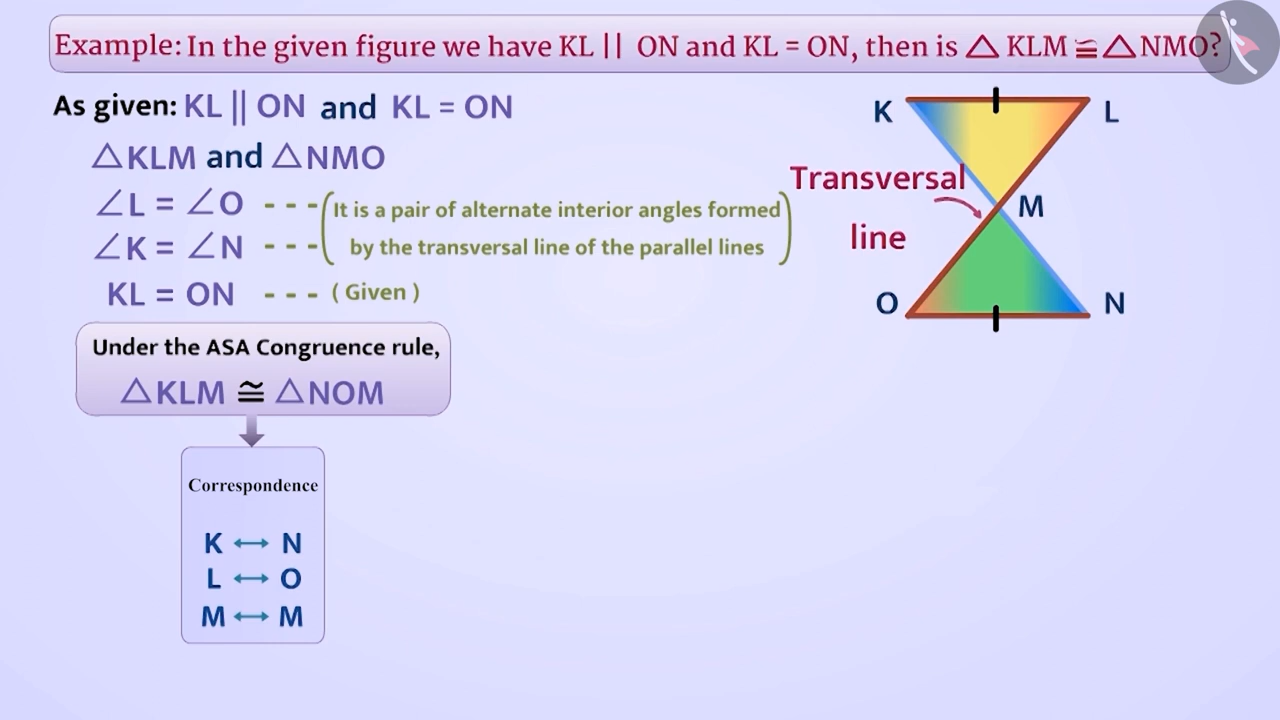 Example: In the given figure we have KL || ON and KL = ON, then is △ KLM ≅ △ NMO?
As given: KL || ON and KL = ON
△KLM and △NMO
∠L = ∠O - - - (It is a pair of alternate interior angles formed
∠K = ∠N - - - by the transversal line of the parallel lines)
KL = ON - - - ( Given )
Under the ASA Congruence rule,
△KLM ≅ △NOM
Correspondence
K ↔ N
L ↔ O
M ↔ M
K L
Transversal
M
line
O N